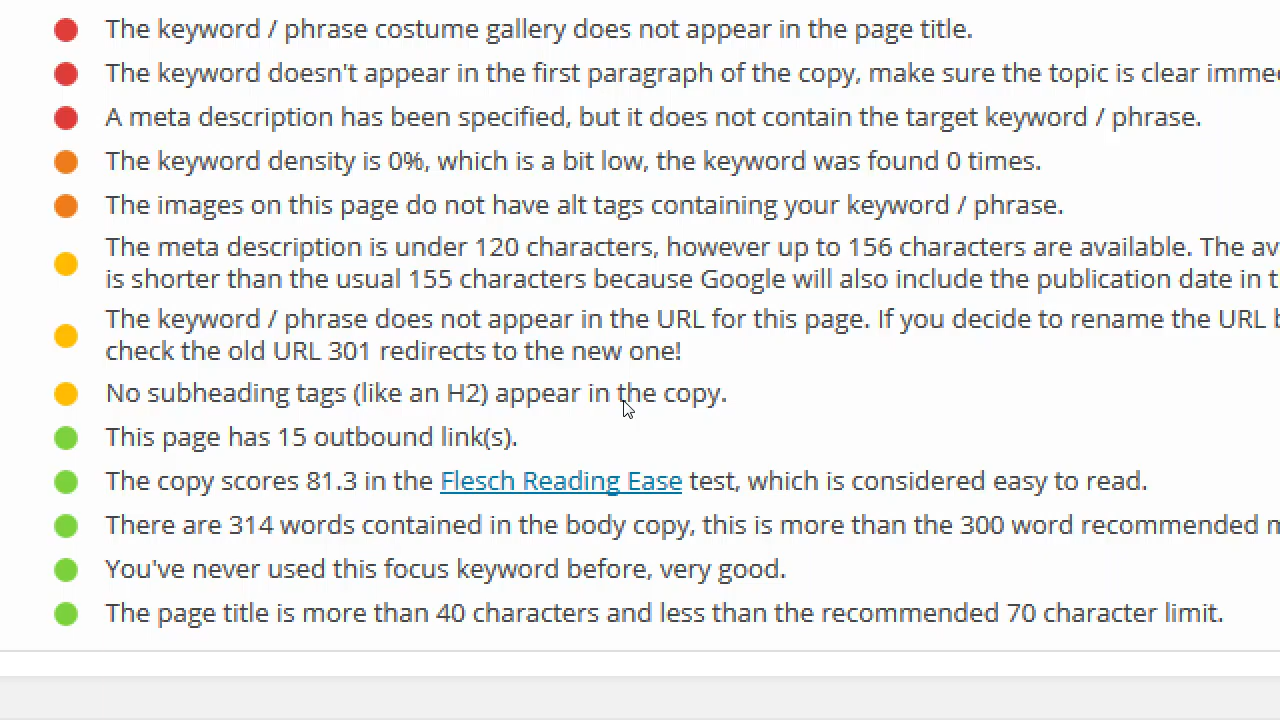 The keyword / phrase costume gallery does not appear in the page title.
The keyword doesn't appear in the first paragraph of the copy, make sure the topic is clear
A meta description has been specified, but it does not contain the target keyword / phrase.
The keyword density is 0%, which is a bit low, the keyword was found 0 times.
The images on this page do not have alt tags containing your keyword / phrase.
The meta description is under 120 characters, however up to 156 characters are available. The
is shorter than the usual 155 characters because Google will also include the publication date in
The keyword / phrase does not appear in the URL for this page. If you decide to rename the URL
check the old URL 301 redirects to the new one!
No subheading tags (like an H2) appear in the copy.
This page has 15 outbound link(s).
The copy scores 81.3 in the Flesch Reading Ease test, which is considered easy to read.
There are 314 words contained in the body copy, this is more than the 300 word recommended
You've never used this focus keyword before, very good.
The page title is more than 40 characters and less than the recommended 70 character limit.